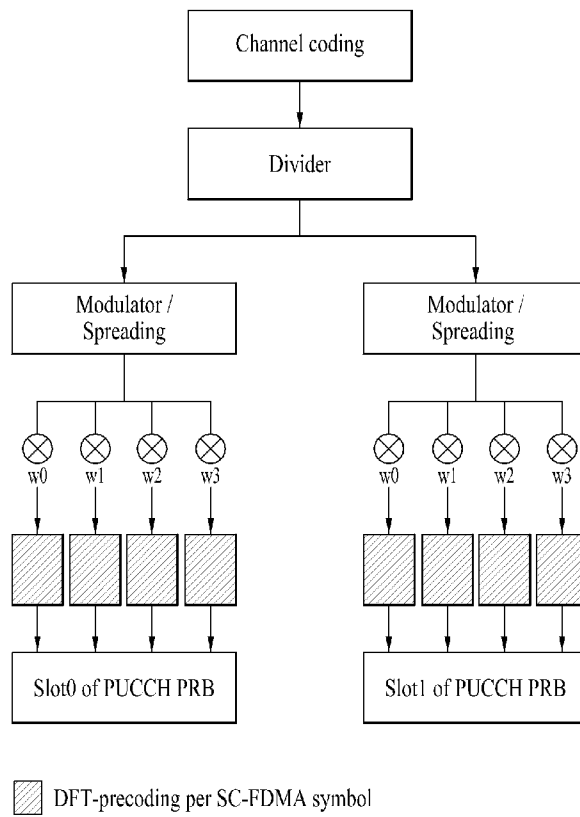 Channel coding
Divider
Modulator /
Spreading
Modulator /
Spreading
w0 w1 w2 w3
w0 w1 w2 w3
Slot0 of PUCCH PRB
Slot1 of PUCCH PRB
DFT-precoding per SC-FDMA symbol